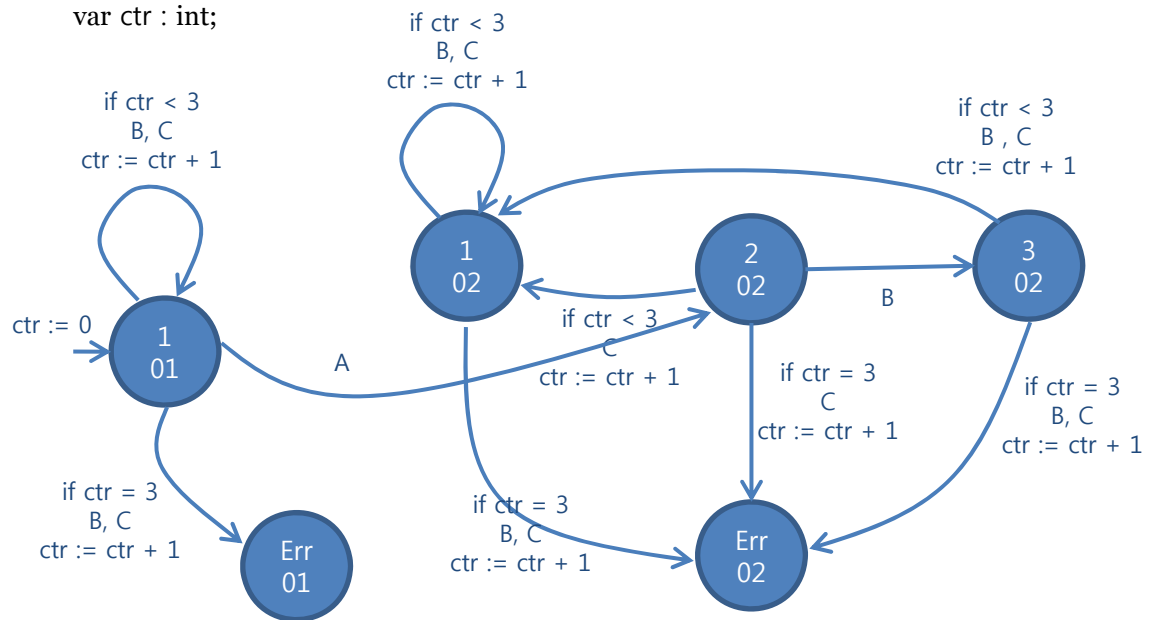 var ctr : int;
if ctr < 3
B, C
ctr := ctr + 1
if ctr < 3
B, C
ctr := ctr + 1
if ctr < 3
B , C
ctr := ctr + 1
1
02
2
02
3
02
B
ctr := 0
1
01
A
if ctr < 3
C
ctr := ctr + 1
if ctr = 3
C
ctr := ctr + 1
if ctr = 3
B, C
ctr := ctr + 1
if ctr = 3
B, C
ctr := ctr + 1
if ctr = 3
B, C
ctr := ctr + 1
Err
01
Err
02